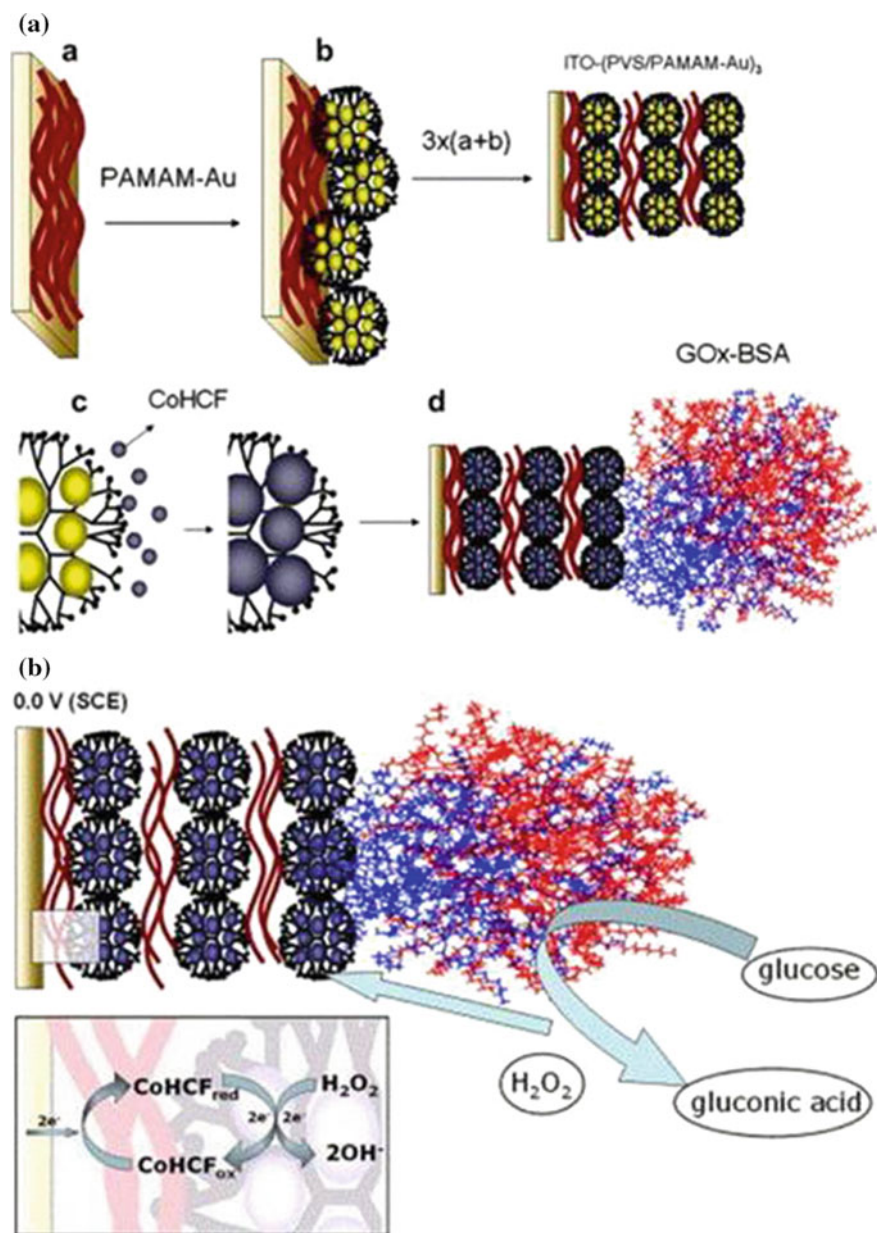 (a)
a
b
ITO-(PVS/PAMAM-Au)₃
PAMAM-Au
3x(a+b)
GOx-BSA
c
CoHCF
d
(b)
0.0 V (SCE)
glucose
H₂O₂
gluconic acid
CoHCFred
H₂O₂
2e⁻
2e⁻
2e⁻
CoHCFox
2OH⁻